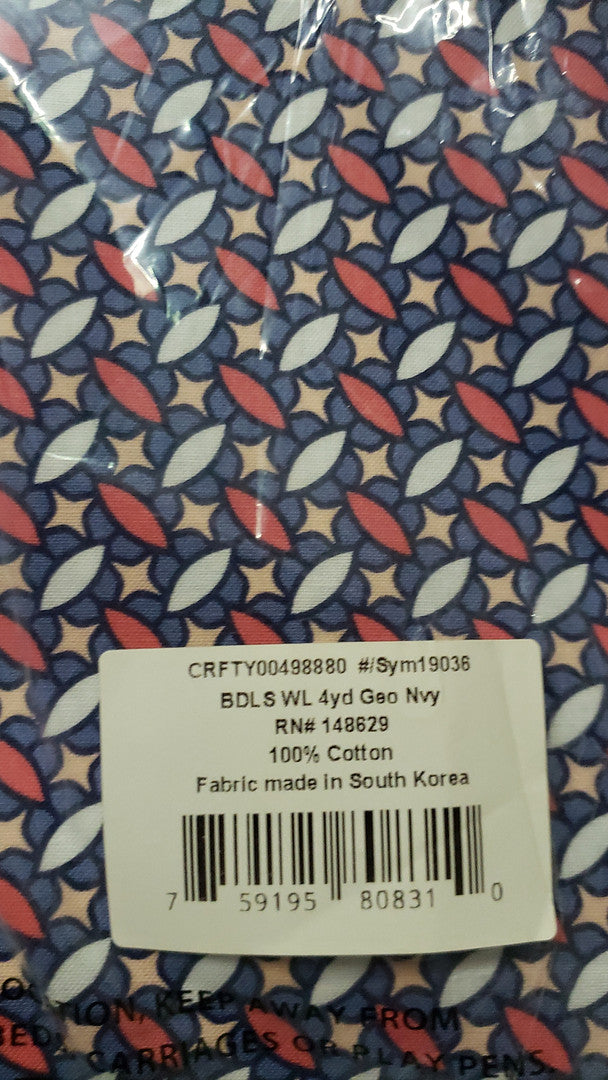 CRFTY00498880 #/Sym19036
BDLS WL 4yd Geo Nvy
RN# 148629
100% Cotton
Fabric made in South Korea
7 59195 80831 0
TION, KEEP AWAY FROM
CARRIAGES OR PLAY PENS.